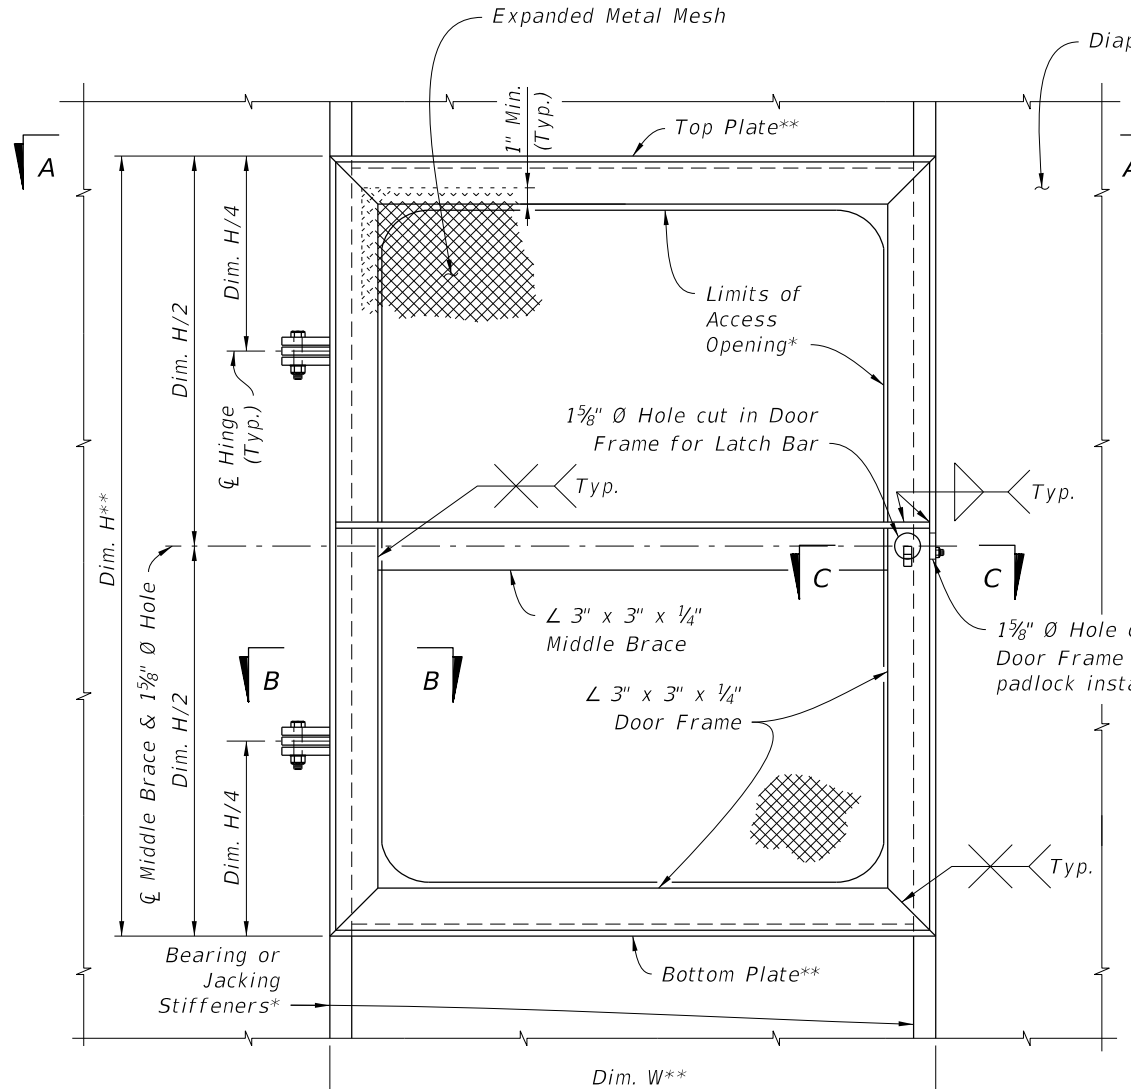 Expanded Metal Mesh
1" Min.
(Typ.)
Top Plate**
A
Dim. H/4
Dim. H/2
Limits of
Access
Opening*
℄ Hinge
(Typ.)
1⅝" Ø Hole cut in Door
Frame for Latch Bar
Typ.
Typ.
Dim. H**
C
C
∠ 3" x 3" x ¼"
Middle Brace
1⅝" Ø Hole
Door Frame
padlock
B
B
∠ 3" x 3" x ¼"
Door Frame
℄ Middle Brace & 1⅝" Ø Hole
Dim. H/2
Dim. H/4
Typ.
Bearing or
Jacking
Stiffeners*
Bottom Plate**
Dim. W**